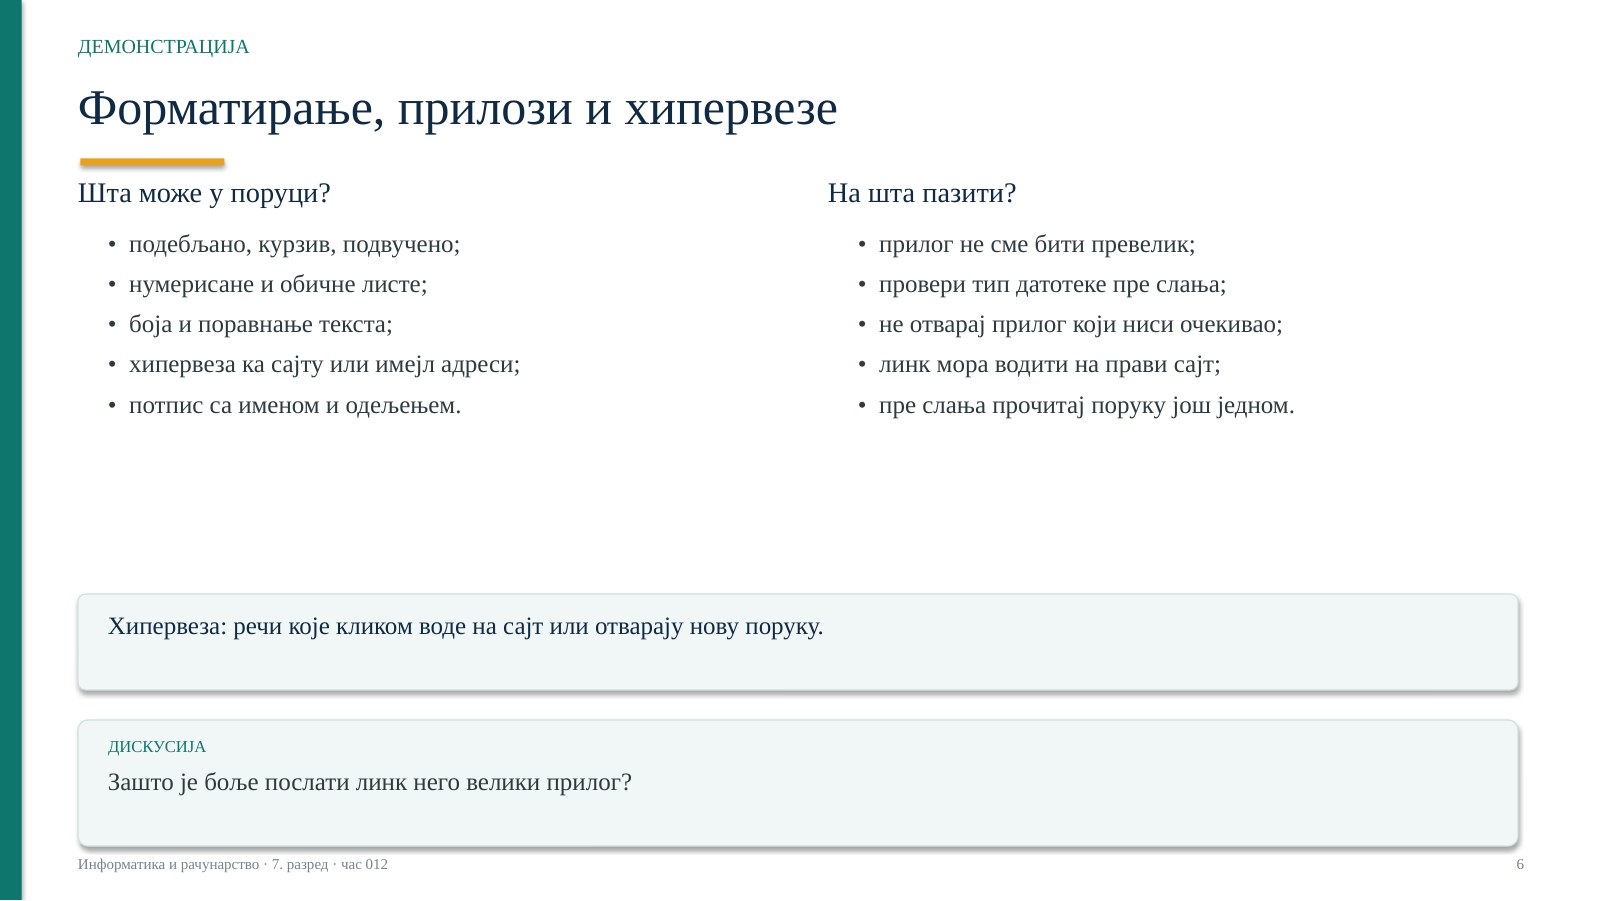 ДЕМОНСТРАЦИЈА
Форматирање, прилози и хипервезе
Шта може у поруци?
• подебљано, курзив, подвучено;
• нумерисане и обичне листе;
• боја и поравнање текста;
• хипервеза ка сајту или имејл адреси;
• потпис са именом и одељењем.
На шта пазити?
• прилог не сме бити превелик;
• провери тип датотеке пре слања;
• не отварај прилог који ниси очекивао;
• линк мора водити на прави сајт;
• пре слања прочитај поруку још једном.
Хипервеза: речи које кликом воде на сајт или отварају нову поруку.
ДИСКУСИЈА
Зашто је боље послати линк него велики прилог?
Информатика и рачунарство · 7. разред · час 012
6